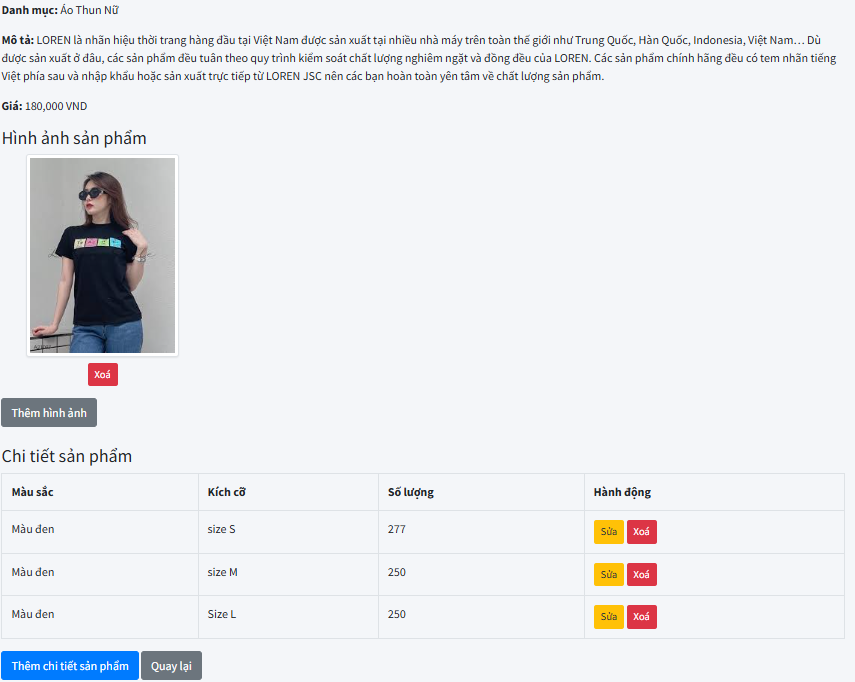 Danh mục: Áo Thun Nữ
Mô tả: LOREN là nhãn hiệu thời trang hàng đầu tại Việt Nam được sản xuất tại nhiều nhà máy trên toàn thế giới như Trung Quốc, Hàn Quốc, Indonesia, Việt Nam… Dù
được sản xuất ở đâu, các sản phẩm đều tuân theo quy trình kiểm soát chất lượng nghiêm ngặt và đồng đều của LOREN. Các sản phẩm chính hãng đều có tem nhãn tiếng
Việt phía sau và nhập khẩu hoặc sản xuất trực tiếp từ LOREN JSC nên các bạn hoàn toàn yên tâm về chất lượng sản phẩm.
Giá: 180,000 VND
Hình ảnh sản phẩm
Xoá
Thêm hình ảnh
Chi tiết sản phẩm
Màu sắc Kích cỡ Số lượng Hành động
Màu đen size S 277 Sửa Xoá
Màu đen size M 250 Sửa Xoá
Màu đen Size L 250 Sửa Xoá
Thêm chi tiết sản phẩm Quay lại